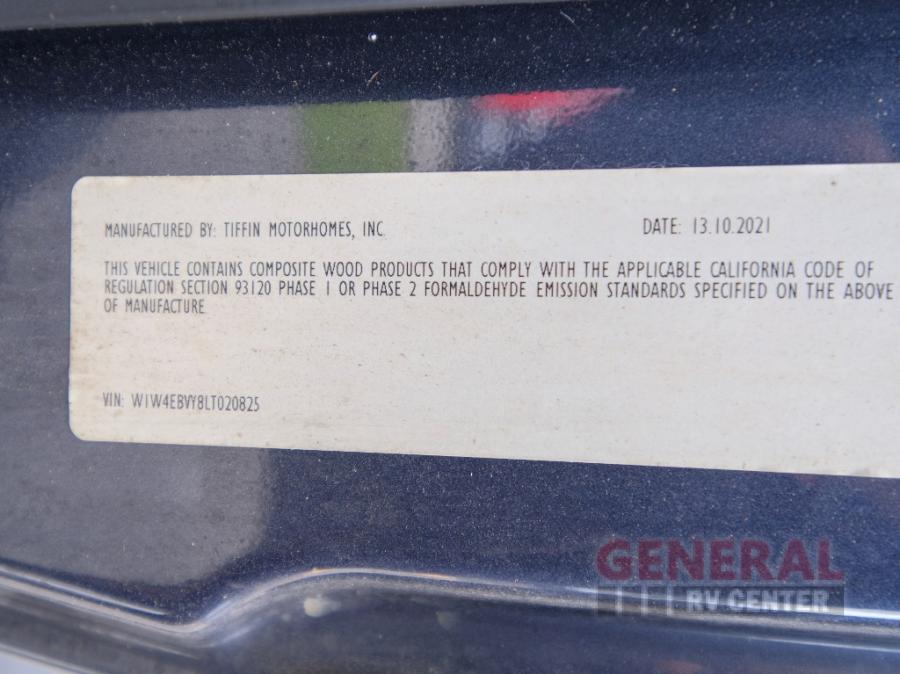 MANUFACTURED BY: TIFFIN MOTORHOMES, INC. DATE: 13.10.2021
THIS VEHICLE CONTAINS COMPOSITE WOOD PRODUCTS THAT COMPLY WITH THE APPLICABLE CALIFORNIA CODE OF
REGULATION SECTION 93120 PHASE 1 OR PHASE 2 FORMALDEHYDE EMISSION STANDARDS SPECIFIED ON THE ABOVE
OF MANUFACTURE.
VIN: W1W4EBVY8LT020825
GENERAL
RV CENTER